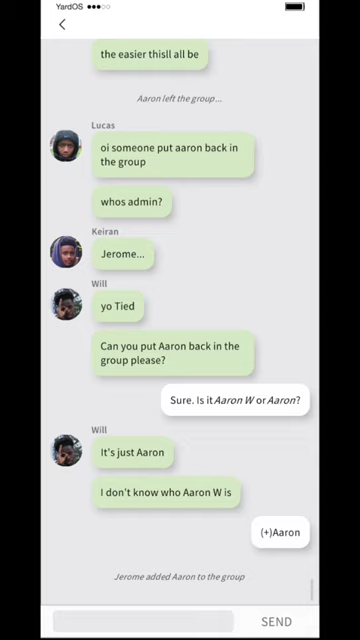 YardOS
the easier thisll all be
Aaron left the group...
Lucas
oi someone put aaron back in
the group
whos admin?
Keiran
Jerome...
Will
yo Tied
Can you put Aaron back in the
group please?
Sure. Is it Aaron W or Aaron?
Will
It's just Aaron
I don't know who Aaron W is
(+)Aaron
Jerome added Aaron to the group
SEND